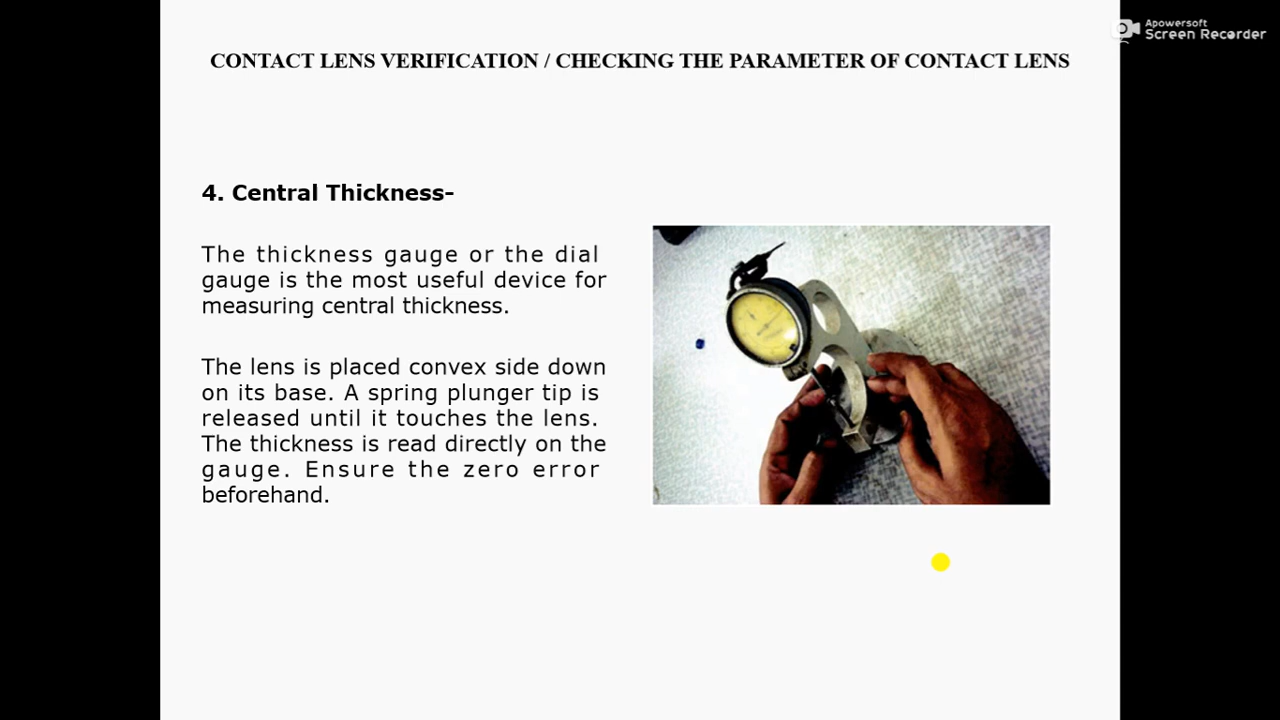 Apowersoft
Screen Recorder
CONTACT LENS VERIFICATION / CHECKING THE PARAMETER OF CONTACT LENS
4. Central Thickness-
The thickness gauge or the dial
gauge is the most useful device for
measuring central thickness.
The lens is placed convex side down
on its base. A spring plunger tip is
released until it touches the lens.
The thickness is read directly on the
gauge. Ensure the zero error
beforehand.